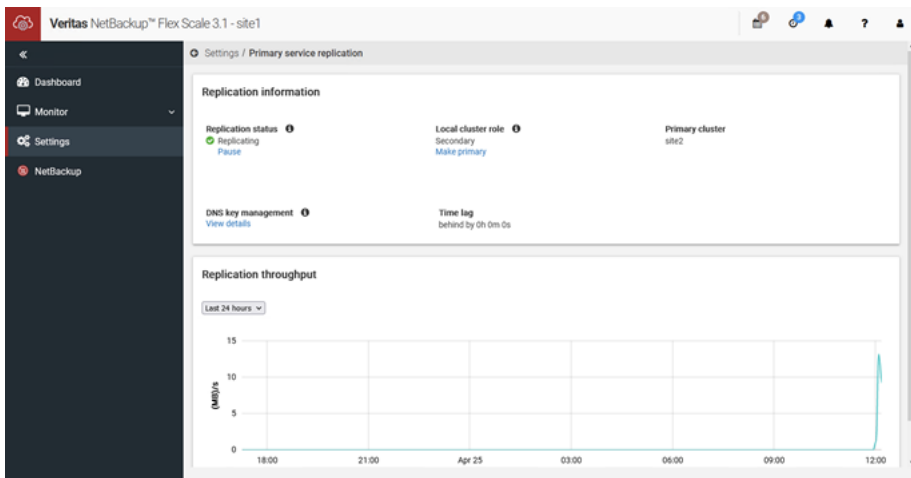 Veritas NetBackup™ Flex Scale 3.1 - site1
6
3
?
«
Settings / Primary service replication
Dashboard
Monitor
Settings
NetBackup
Replication information
Replication status
Replicating
Pause
Local cluster role
Secondary
Make primary
Primary cluster
site2
DNS key management
View details
Time lag
behind by 0h 0m 0s
Replication throughput
Last 24 hours
15
10
5
0
(MB)/s
18:00 21:00 Apr 25 03:00 06:00 09:00 12:00